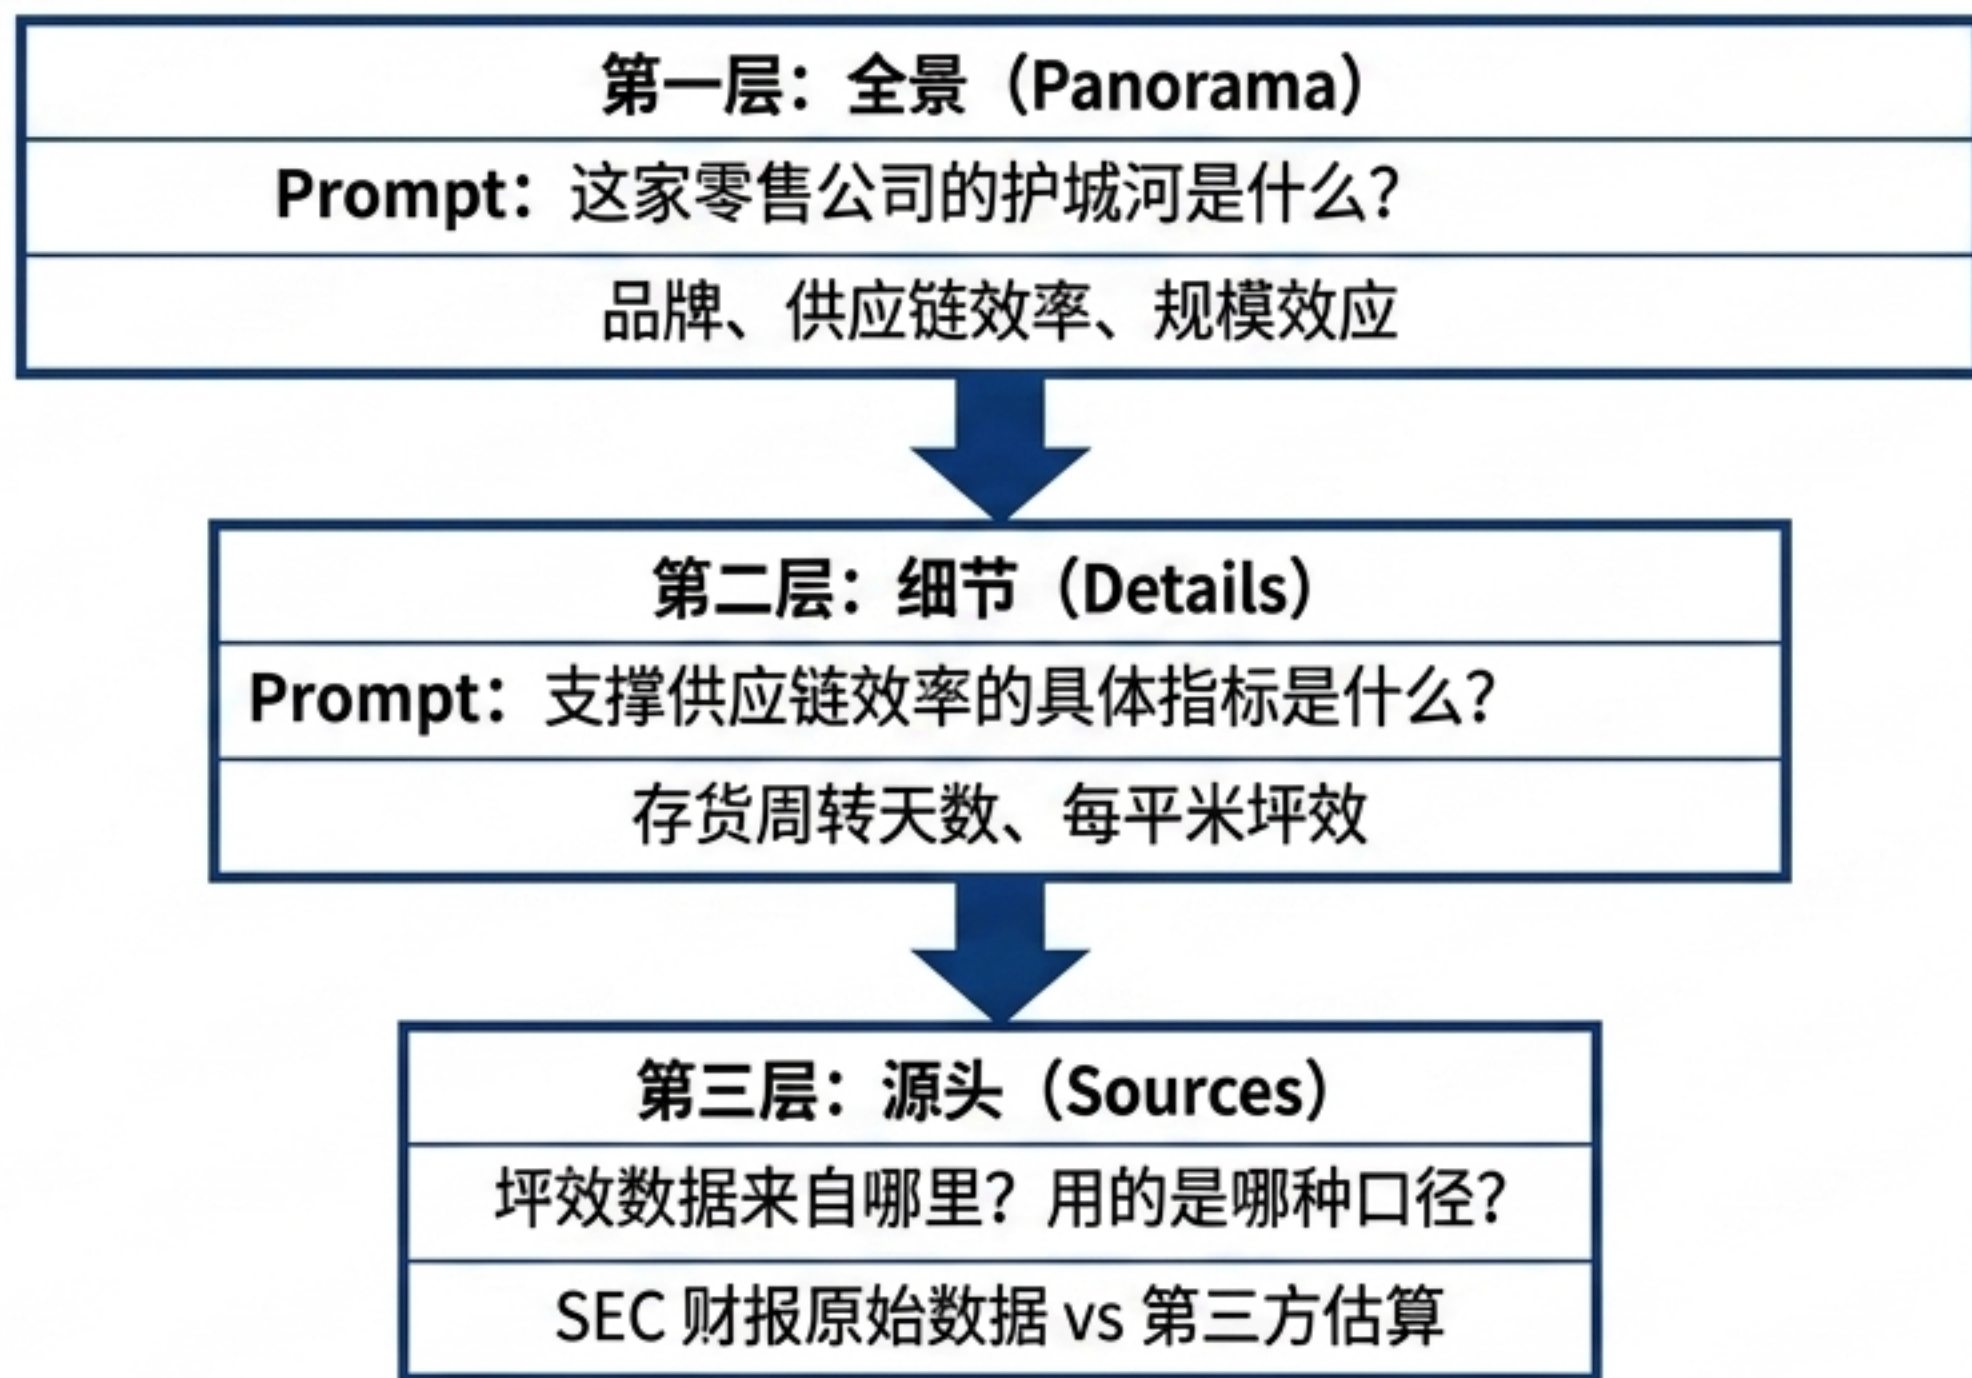 第一层：全景（Panorama）
Prompt：这家零售公司的护城河是什么？
品牌、供应链效率、规模效应
第二层：细节（Details）
Prompt：支撑供应链效率的具体指标是什么？
存货周转天数、每平米坪效
第三层：源头（Sources）
坪效数据来自哪里？用的是哪种口径？
SEC 财报原始数据 vs 第三方估算